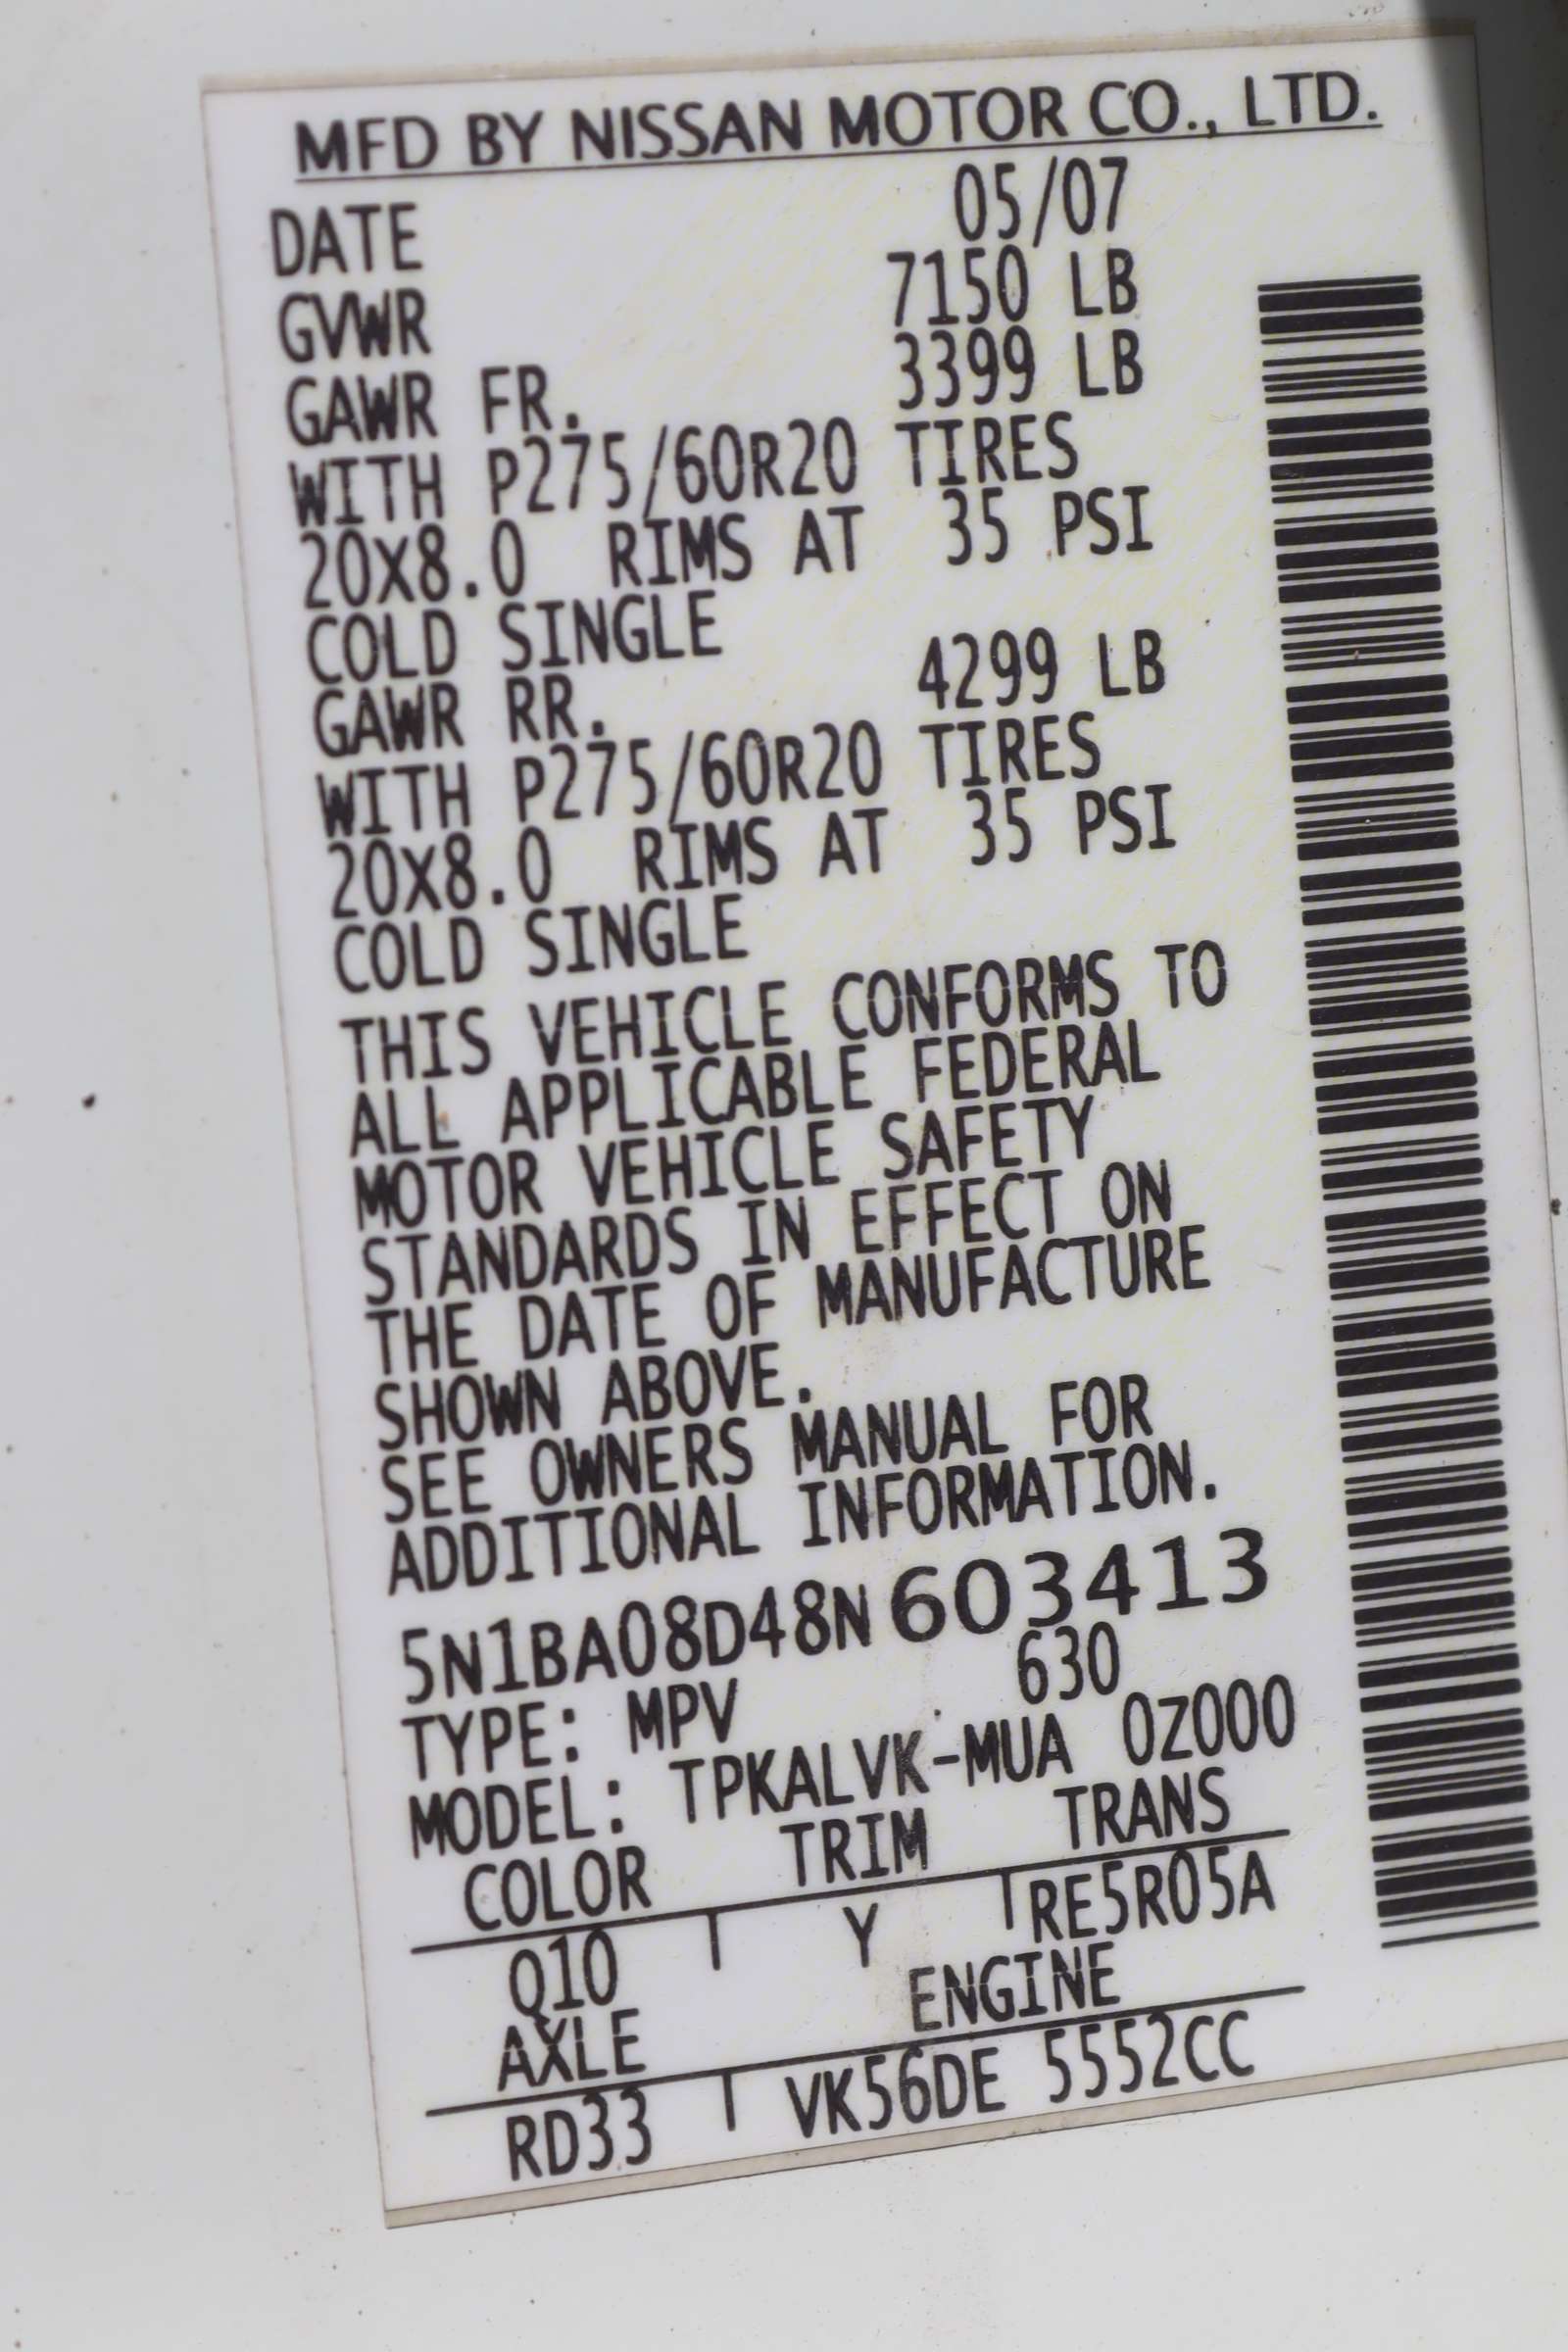 MFD BY NISSAN MOTOR CO., LTD.
DATE 05/07
GVWR 7150 LB
GAWR FR. 3399 LB
WITH P275/60R20 TIRES
20X8.0 RIMS AT 35 PSI
COLD SINGLE
GAWR RR. 4299 LB
WITH P275/60R20 TIRES
20X8.0 RIMS AT 35 PSI
COLD SINGLE
THIS VEHICLE CONFORMS TO
ALL APPLICABLE FEDERAL
MOTOR VEHICLE SAFETY
STANDARDS IN EFFECT ON
THE DATE OF MANUFACTURE
SHOWN ABOVE.
SEE OWNERS MANUAL FOR
ADDITIONAL INFORMATION.
5N1BA08D48N603413
TYPE: MPV 630
MODEL: TPKALVK-MUA 0Z000
COLOR TRIM TRANS
Q10 Y RE5R05A
AXLE ENGINE
RD33 VK56DE 5552CC